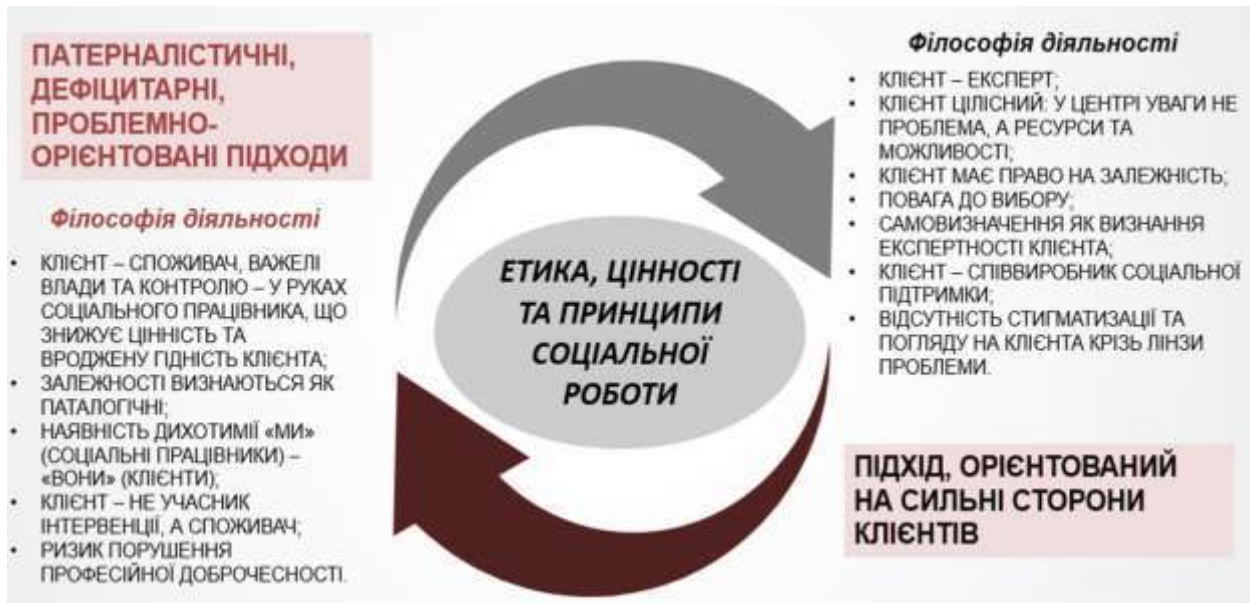 ПАТЕРНАЛІСТИЧНІ,
ДЕФІЦИТАРНІ,
ПРОБЛЕМНО-
ОРІЄНТОВАНІ ПІДХОДИ
Філософія діяльності
• КЛІЄНТ – СПОЖИВАЧ, ВАЖЕЛІ
ВЛАДИ ТА КОНТРОЛЮ – У РУКАХ
СОЦІАЛЬНОГО ПРАЦІВНИКА, ЩО
ЗНИЖУЄ ЦІННІСТЬ ТА
ВРОДЖЕНУ ГІДНІСТЬ КЛІЄНТА;
• ЗАЛЕЖНОСТІ ВИЗНАЮТЬСЯ ЯК
ПАТАЛОГІЧНІ;
• НАЯВНІСТЬ ДИХОТИМІЇ «МИ»
(СОЦІАЛЬНІ ПРАЦІВНИКИ) –
«ВОНИ» (КЛІЄНТИ);
• КЛІЄНТ – НЕ УЧАСНИК
ІНТЕРВЕНЦІЇ, А СПОЖИВАЧ;
• РИЗИК ПОРУШЕННЯ
ПРОФЕСІЙНОЇ ДОБРОЧЕСНОСТІ.
ЕТИКА, ЦІННОСТІ
ТА ПРИНЦИПИ
СОЦІАЛЬНОЇ
РОБОТИ
Філософія діяльності
• КЛІЄНТ – ЕКСПЕРТ;
• КЛІЄНТ ЦІЛІСНИЙ: У ЦЕНТРІ УВАГИ НЕ
ПРОБЛЕМА, А РЕСУРСИ ТА
МОЖЛИВОСТІ;
• КЛІЄНТ МАЄ ПРАВО НА ЗАЛЕЖНІСТЬ;
• ПОВАГА ДО ВИБОРУ;
• САМОВИЗНАЧЕННЯ ЯК ВИЗНАННЯ
ЕКСПЕРТНОСТІ КЛІЄНТА;
• КЛІЄНТ – СПІВВИРОБНИК СОЦІАЛЬНОЇ
ПІДТРИМКИ;
• ВІДСУТНІСТЬ СТИГМАТИЗАЦІЇ ТА
ПОГЛЯДУ НА КЛІЄНТА КРІЗЬ ЛІНЗИ
ПРОБЛЕМИ.
ПІДХІД, ОРІЄНТОВАНИЙ
НА СИЛЬНІ СТОРОНИ
КЛІЄНТІВ